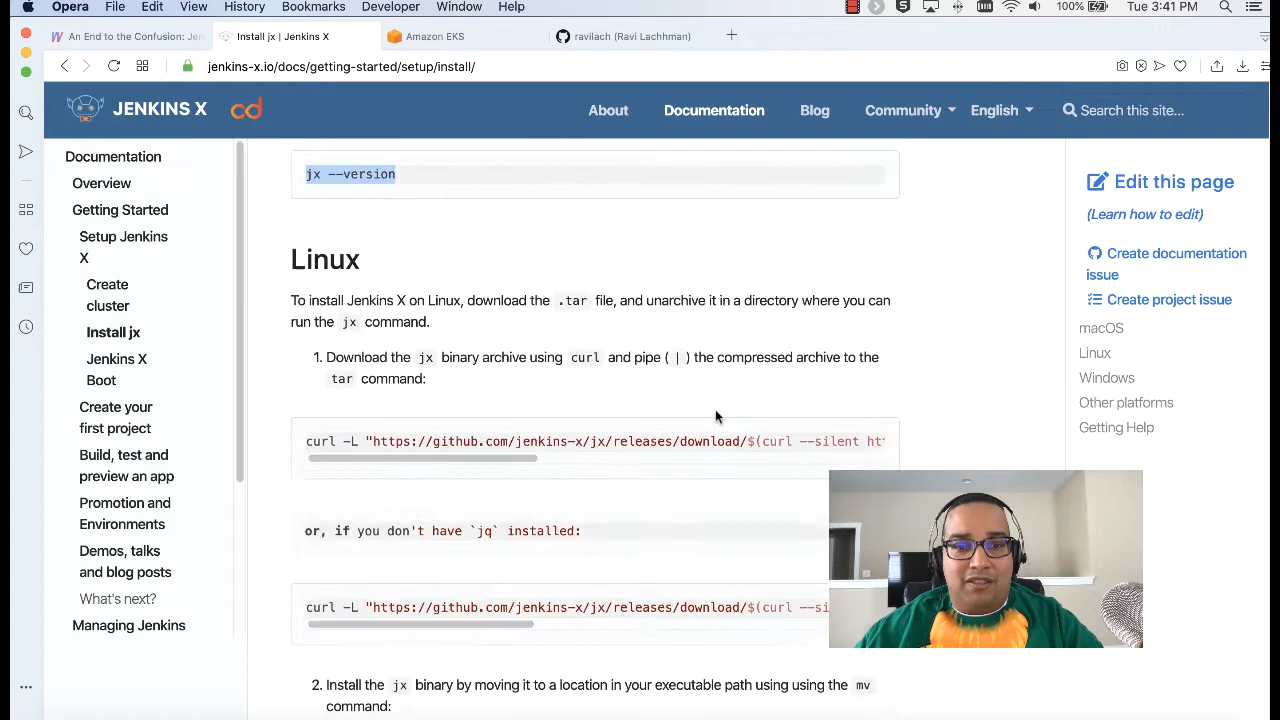 Opera File Edit View History Bookmarks Developer Window Help 100% Tue 3:41 PM
An End to the Confusion: Jen Install jx | Jenkins X Amazon EKS ravilach (Ravi Lachhman)
jenkins-x.io/docs/getting-started/setup/install/
JENKINS X cd About Documentation Blog Community English Search this site...
Documentation
Overview
Getting Started
Setup Jenkins
X
Create
cluster
Install jx
Jenkins X
Boot
Create your
first project
Build, test and
preview an app
Promotion and
Environments
Demos, talks
and blog posts
What's next?
Managing Jenkins
jx --version
Linux
To install Jenkins X on Linux, download the .tar file, and unarchive it in a directory where you can
run the jx command.
1. Download the jx binary archive using curl and pipe ( | ) the compressed archive to the
tar command:
curl -L "https://github.com/jenkins-x/jx/releases/download/$(curl --silent htt
or, if you don't have `jq` installed:
curl -L "https://github.com/jenkins-x/jx/releases/download/$(curl --si
2. Install the jx binary by moving it to a location in your executable path using using the mv
command:
Edit this page
(Learn how to edit)
Create documentation
issue
Create project issue
macOS
Linux
Windows
Other platforms
Getting Help